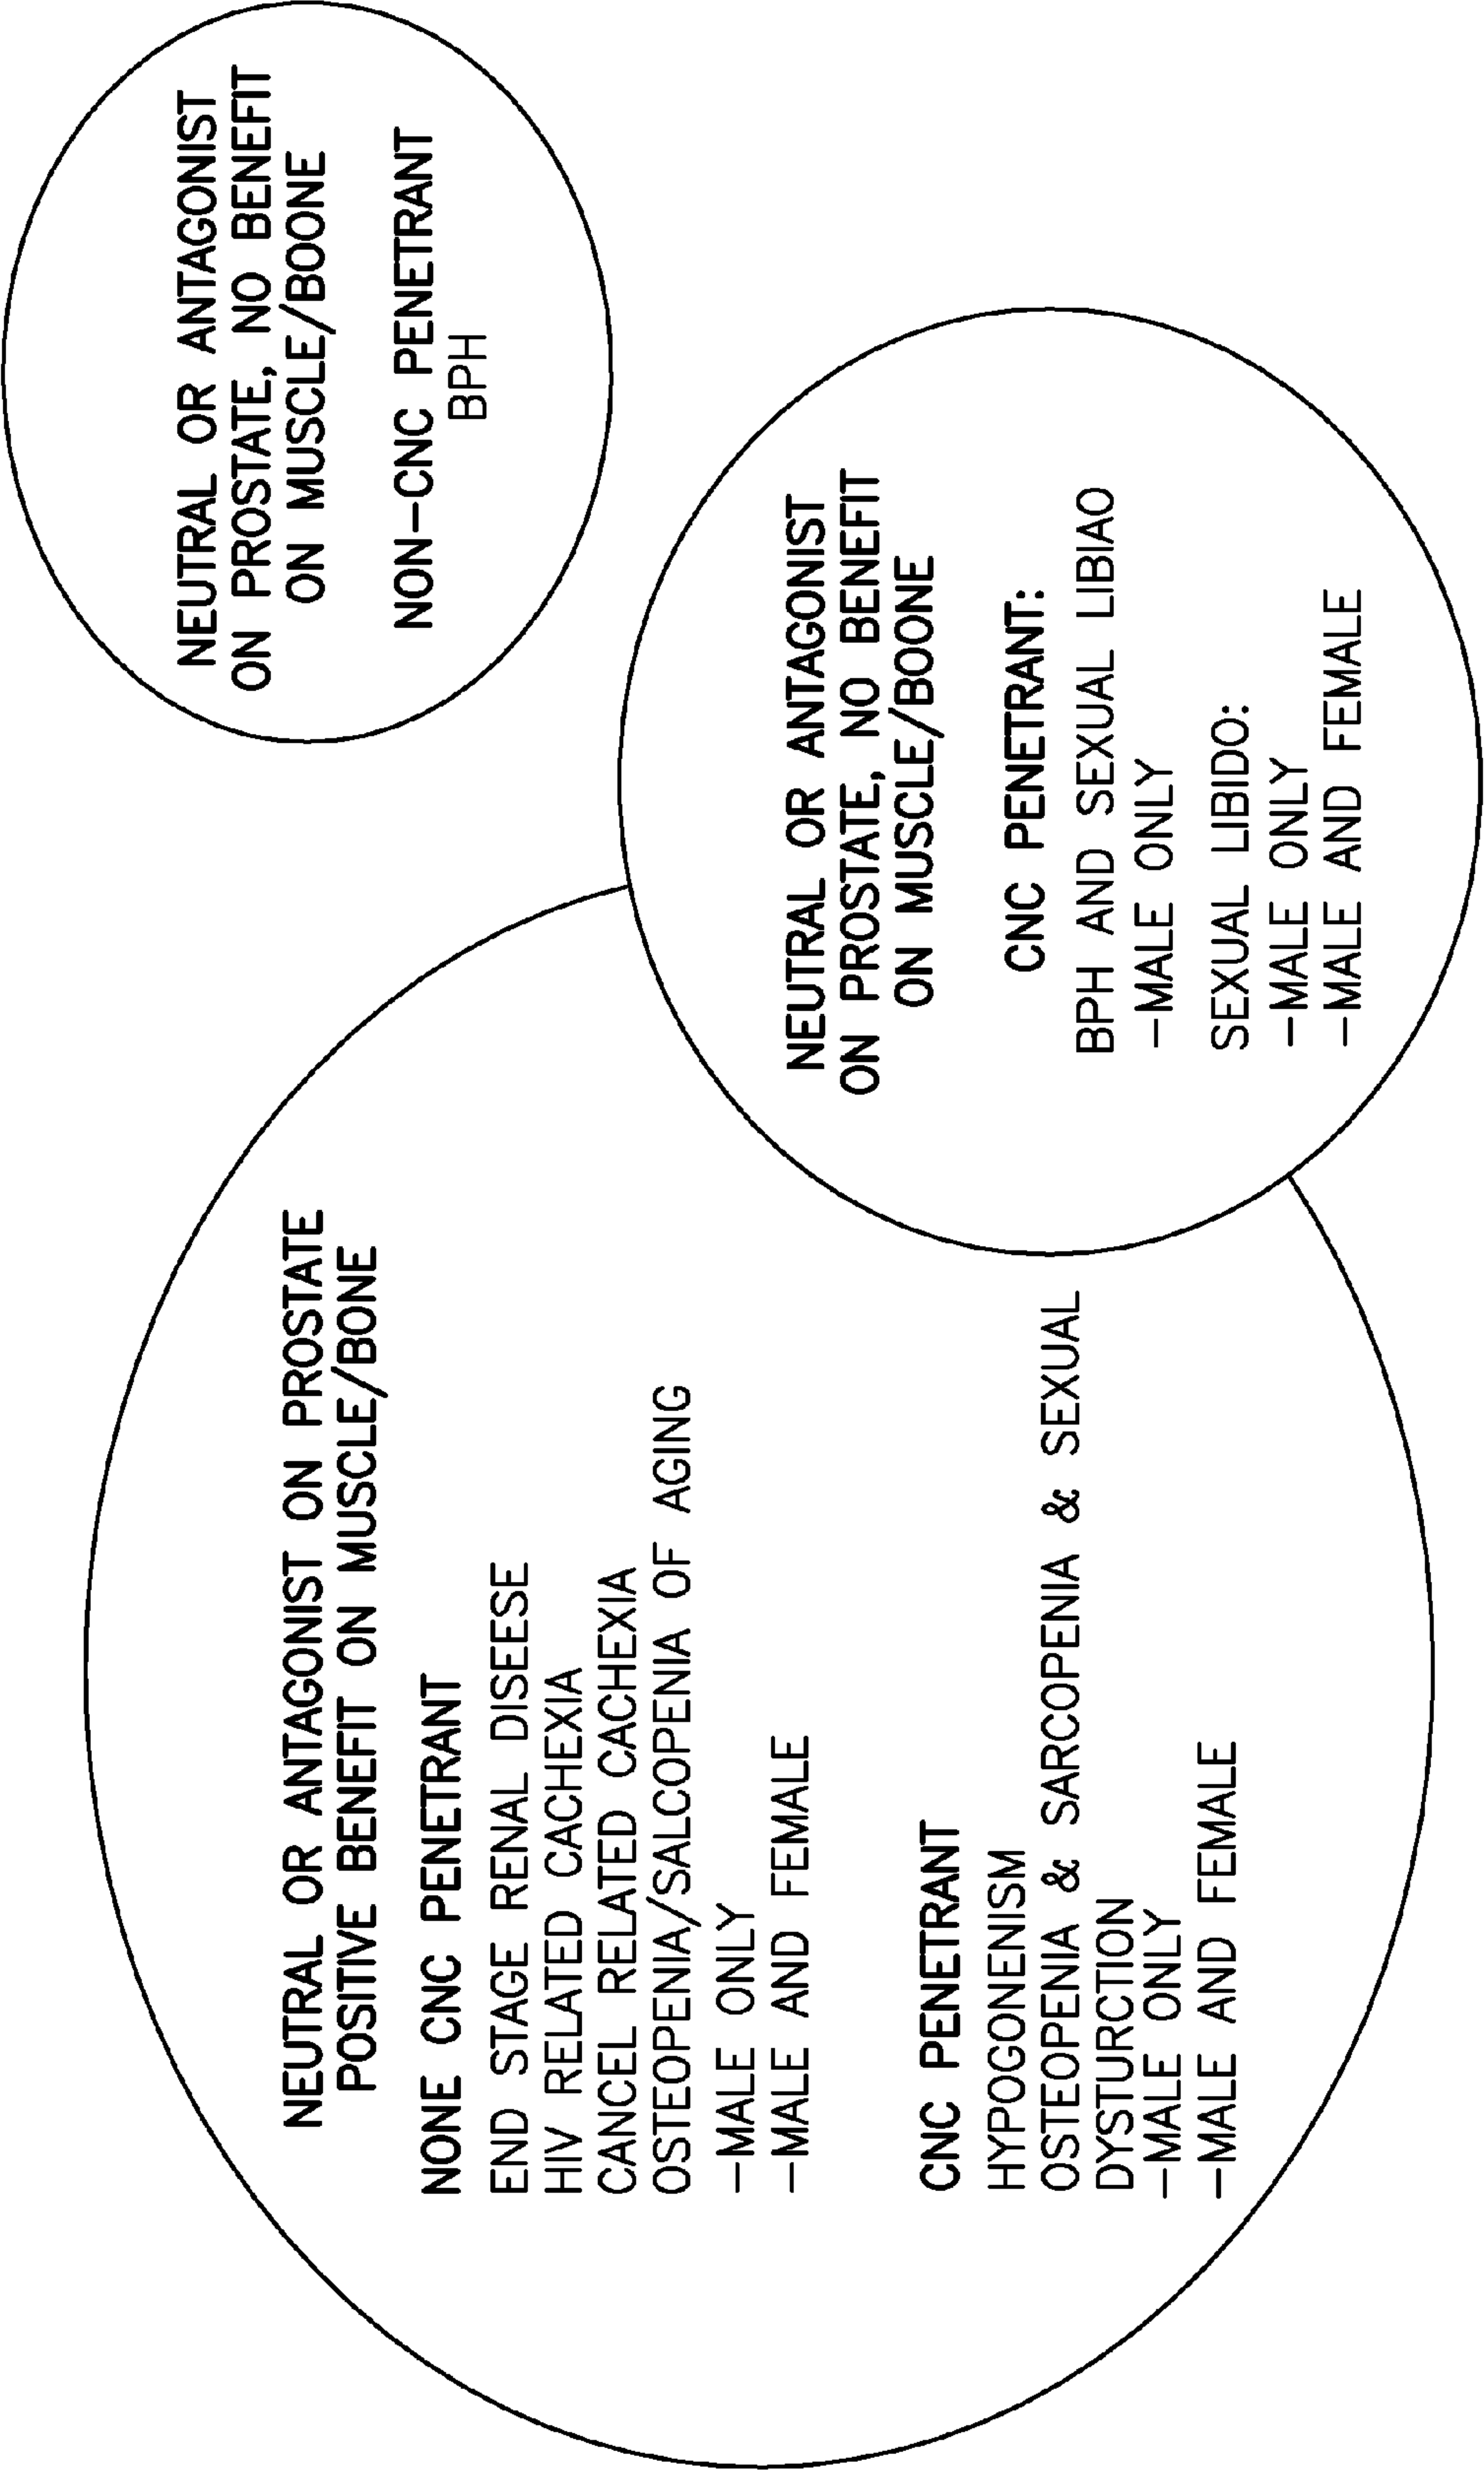 NEUTRAL OR ANTAGONIST ON PROSTATE
POSITIVE BENEFIT ON MUSCLE/BONE
NONE CNC PENETRANT
END STAGE RENAL DISEESE
HIV RELATED CACHEXIA
CANCEL RELATED CACHEXIA
OSTEOPENIA/SALCOPENIA OF AGING
-MALE ONLY
-MALE AND FEMALE
CNC PENETRANT
HYPOGONENISM
OSTEOPENIA & SARCOPENIA & SEXUAL
DYSTURCTION
-MALE ONLY
-MALE AND FEMALE
NEUTRAL OR ANTAGONIST
ON PROSTATE, NO BENEFIT
ON MUSCLE/BOONE
CNC PENETRANT:
BPH AND SEXUAL LIBIAO
-MALE ONLY
SEXUAL LIBIDO:
-MALE ONLY
-MALE AND FEMALE
NEUTRAL OR ANTAGONIST
ON PROSTATE, NO BENEFIT
ON MUSCLE/BOONE
NON-CNC PENETRANT
BPH